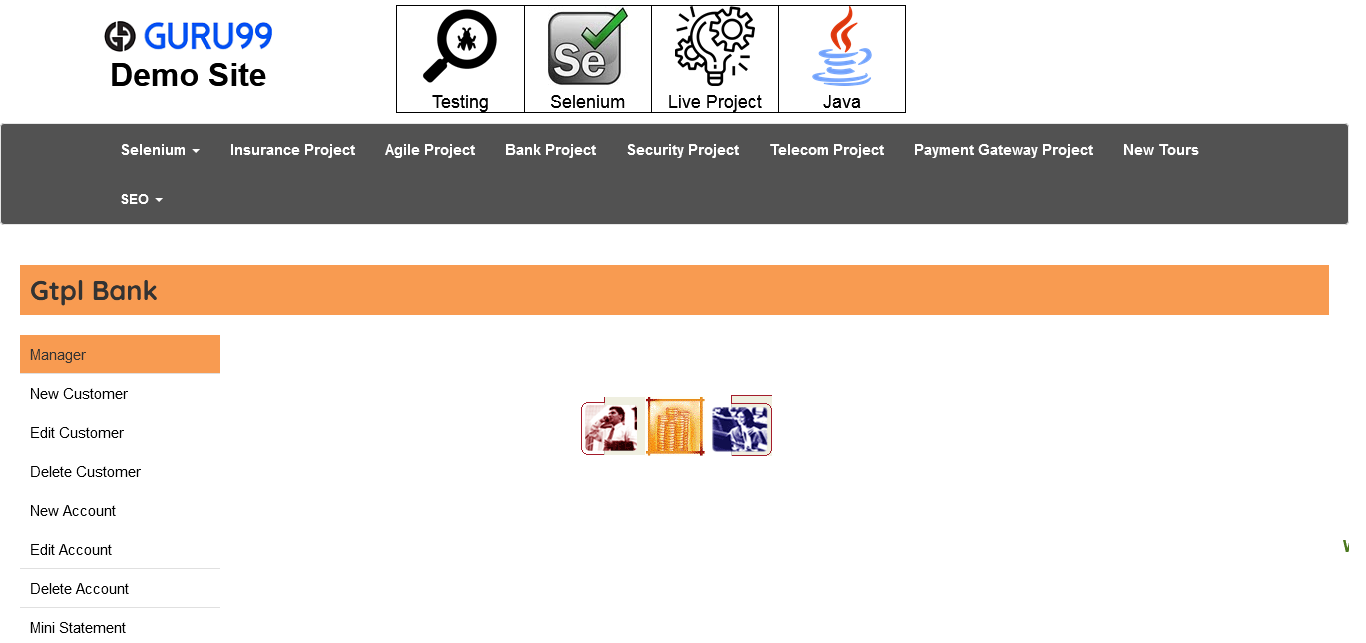 GURU99
Demo Site
Testing
Se
Selenium
Live Project
Java
Selenium Insurance Project Agile Project Bank Project Security Project Telecom Project Payment Gateway Project New Tours
SEO
Gtpl Bank
Manager
New Customer
Edit Customer
Delete Customer
New Account
Edit Account
Delete Account
Mini Statement